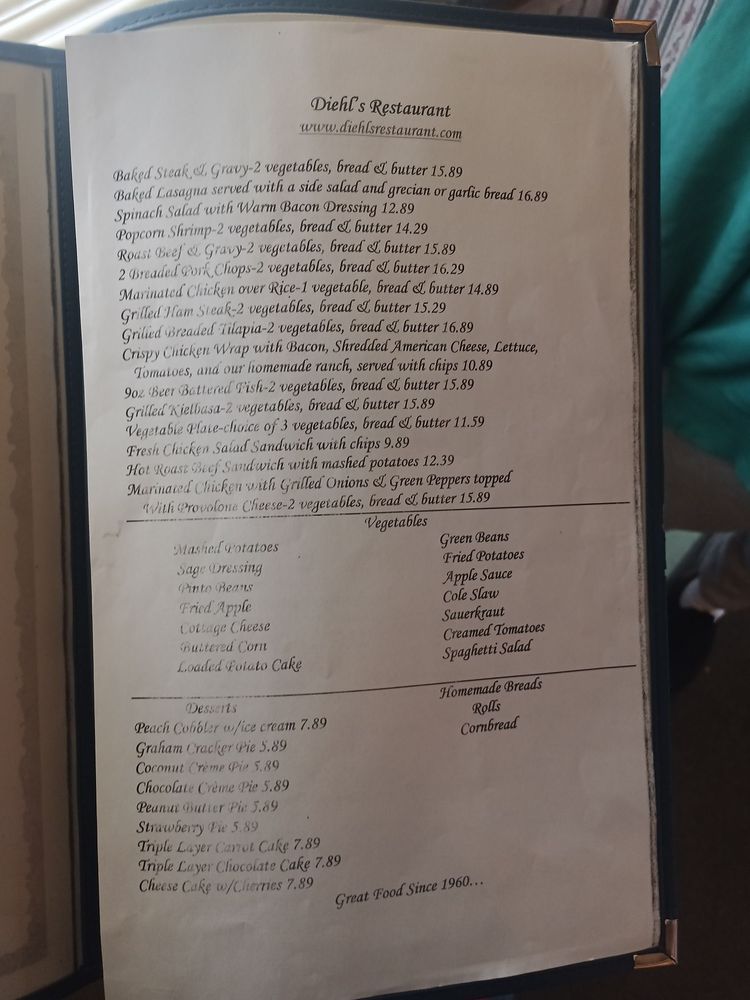 Diehl's Restaurant
www.diehlsrestaurant.com
Baked Steak & Gravy-2 vegetables, bread & butter 15.89
Baked Lasagna served with a side salad and grecian or garlic bread 16.89
Spinach Salad with Warm Bacon Dressing 12.89
Popcorn Shrimp-2 vegetables, bread & butter 14.29
Roast Beef & Gravy-2 vegetables, bread & butter 15.89
2 Breaded Pork Chops-2 vegetables, bread & butter 16.29
Marinated Chicken over Rice-1 vegetable, bread & butter 14.89
Grilled Ham Steak-2 vegetables, bread & butter 15.29
Grilled Breaded Tilapia-2 vegetables, bread & butter 16.89
Crispy Chicken Wrap with Bacon, Shredded American Cheese, Lettuce,
Tomatoes, and our homemade ranch, served with chips 10.89
9oz Beer Battered Fish-2 vegetables, bread & butter 15.89
Grilled Kielbasa-2 vegetables, bread & butter 15.89
Vegetable Plate-choice of 3 vegetables, bread & butter 11.59
Fresh Chicken Salad Sandwich with chips 9.89
Hot Roast Beef Sandwich with mashed potatoes 12.39
Marinated Chicken with Grilled Onions & Green Peppers topped
With Provolone Cheese-2 vegetables, bread & butter 15.89
Vegetables
Mashed Potatoes
Sage Dressing
Pinto Beans
Fried Apple
Cottage Cheese
Buttered Corn
Loaded Potato Cake
Green Beans
Fried Potatoes
Apple Sauce
Cole Slaw
Sauerkraut
Creamed Tomatoes
Spaghetti Salad
Desserts
Peach Cobbler w/ice cream 7.89
Graham Cracker Pie 5.89
Coconut Crème Pie 5.89
Chocolate Crème Pie 5.89
Peanut Butter Pie 5.89
Strawberry Pie 5.89
Triple Layer Carrot Cake 7.89
Triple Layer Chocolate Cake 7.89
Cheese Cake w/Cherries 7.89
Homemade Breads
Rolls
Cornbread
Great Food Since 1960...